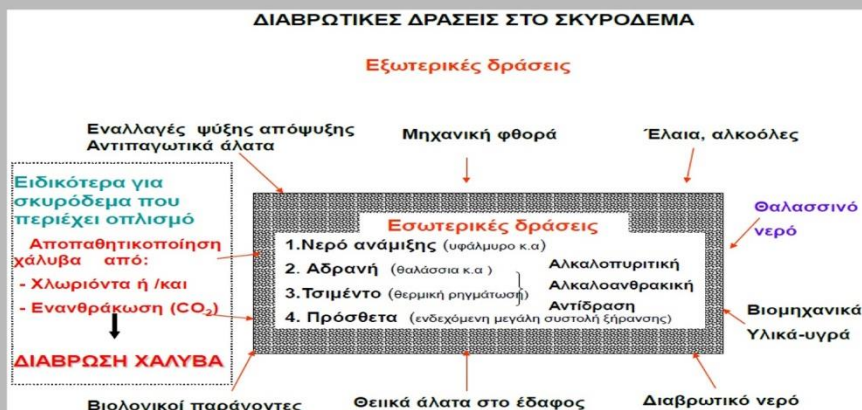 ΔΙΑΒΡΩΤΙΚΕΣ ΔΡΑΣΕΙΣ ΣΤΟ ΣΚΥΡΟΔΕΜΑ
Εξωτερικές δράσεις
Εναλλαγές ψύξης απόψυξης
Αντιπαγωτικά άλατα
Μηχανική φθορά
Έλαια, αλκοόλες
Ειδικότερα για
σκυρόδεμα που
περιέχει οπλισμό
Αποπαθητικοποίηση
χάλυβα από:
- Χλωριόντα ή /και
- Ενανθράκωση (CO2)
ΔΙΑΒΡΩΣΗ ΧΑΛΥΒΑ
Εσωτερικές δράσεις
1.Νερό ανάμιξης (υφάλμυρο κ.α)
2. Αδρανή (θαλάσσια κ.α )
3.Τσιμέντο (θερμική ρηγμάτωση)
4. Πρόσθετα (ενδεχόμενη μεγάλη συστολή ξήρανσης)
Αλκαλοπυριτική
Αλκαλοανθρακική
Αντίδραση
Θαλασσινό
νερό
Βιομηχανικά
Υλικά-υγρά
Βιολογικοί παράγοντες
Θειικά άλατα στο έδαφος
Διαβρωτικό νερό